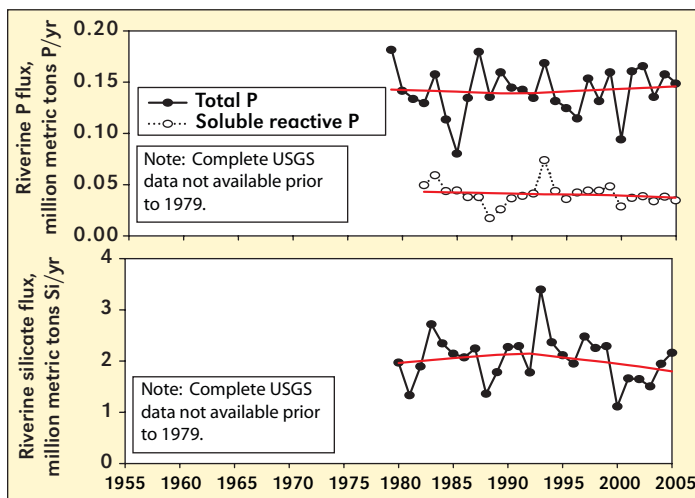 Riverine P flux,
million metric tons P/yr
0.20
0.15
0.10
0.05
0.00
Total P
Soluble reactive P
Note: Complete USGS
data not available prior
to 1979.
Riverine silicate flux,
million metric tons Si/yr
4
3
2
1
0
Note: Complete USGS
data not available prior
to 1979.
1955 1960 1965 1970 1975 1980 1985 1990 1995 2000 2005